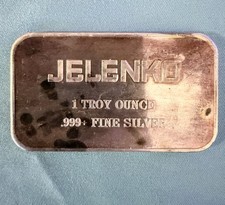 JELENKO
1 TROY OUNCE
.999+ FINE SILVER